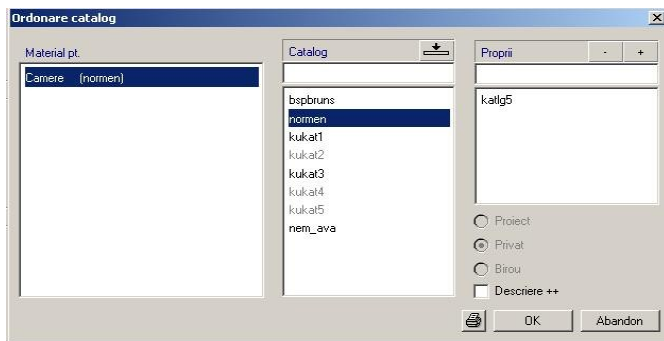 Ordonare catalog
Material pt.
Camere (normen)
Catalog
bspbruns
normen
kukat1
kukat2
kukat3
kukat4
kukat5
nem_ava
Proprii - +
katlg5
Proiect
Privat
Birou
Descriere ++
OK Abandon